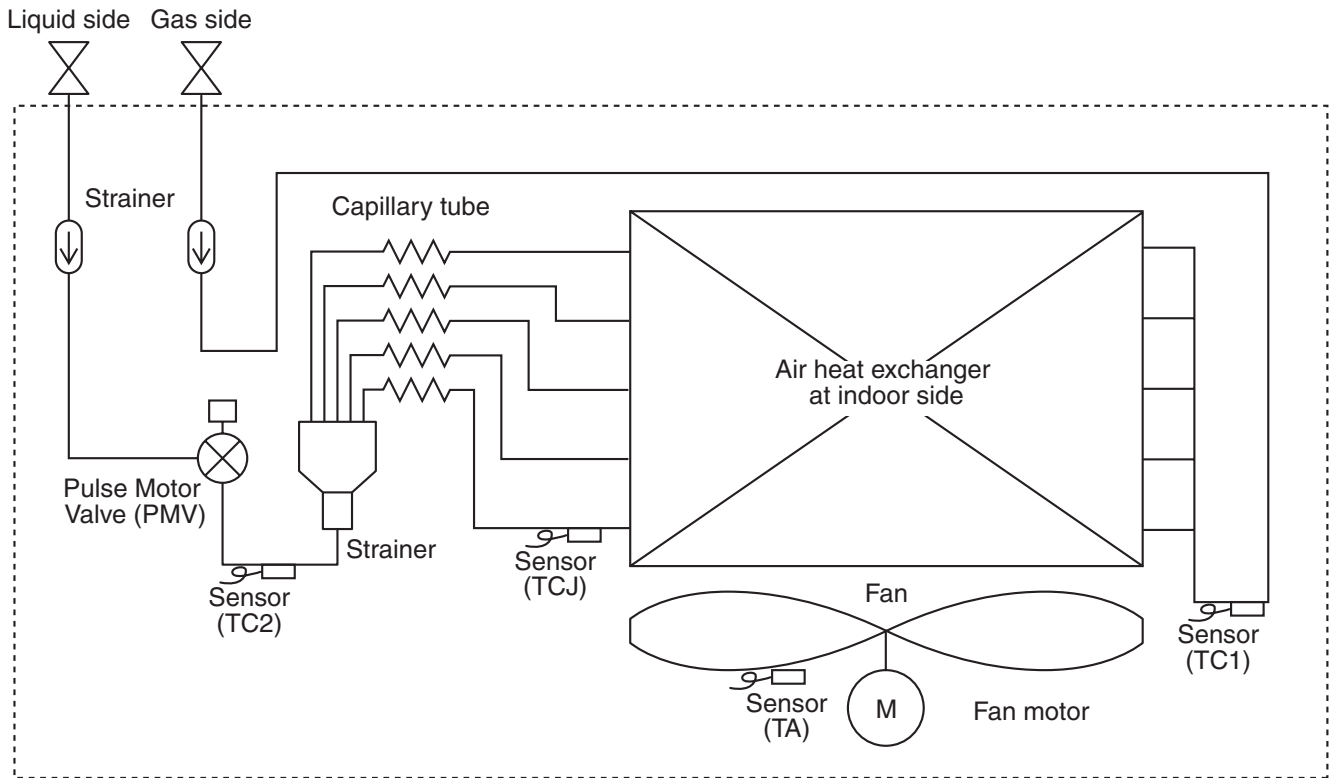 Liquid side
Gas side
Strainer
Capillary tube
Air heat exchanger
at indoor side
Pulse Motor
Valve (PMV)
Strainer
Sensor
(TCJ)
Sensor
(TC2)
Fan
Sensor
(TC1)
Sensor
(TA)
M
Fan motor